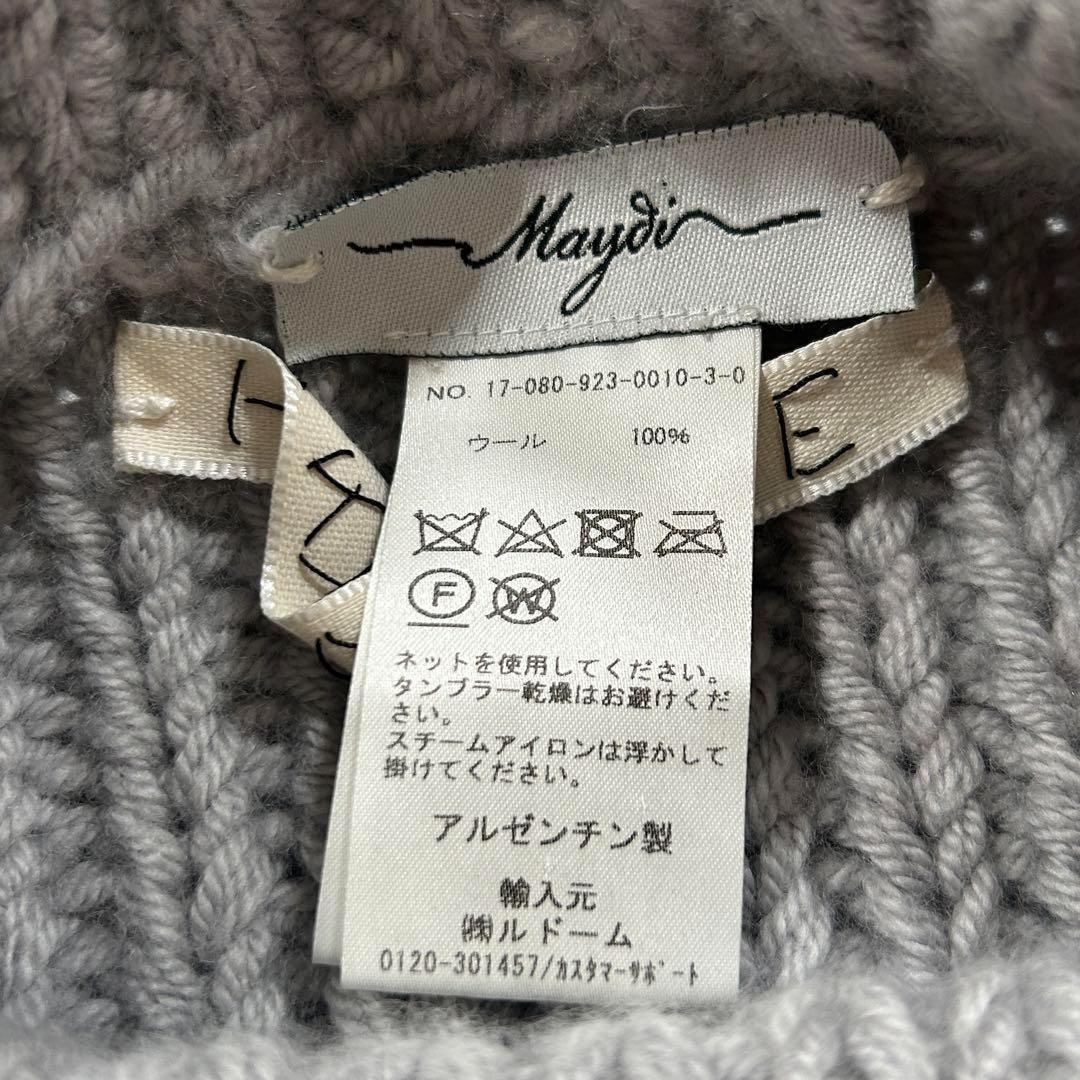 Maydi
NO. 17-080-923-0010-3-0
ウール 100%
F W
ネットを使用してください。
タンブラー乾燥はお避けくだ
さい。
スチームアイロンは浮かして
掛けてください。
アルゼンチン製
輸入元
㈱ルドーム
0120-301457/カスタマーサポート
E